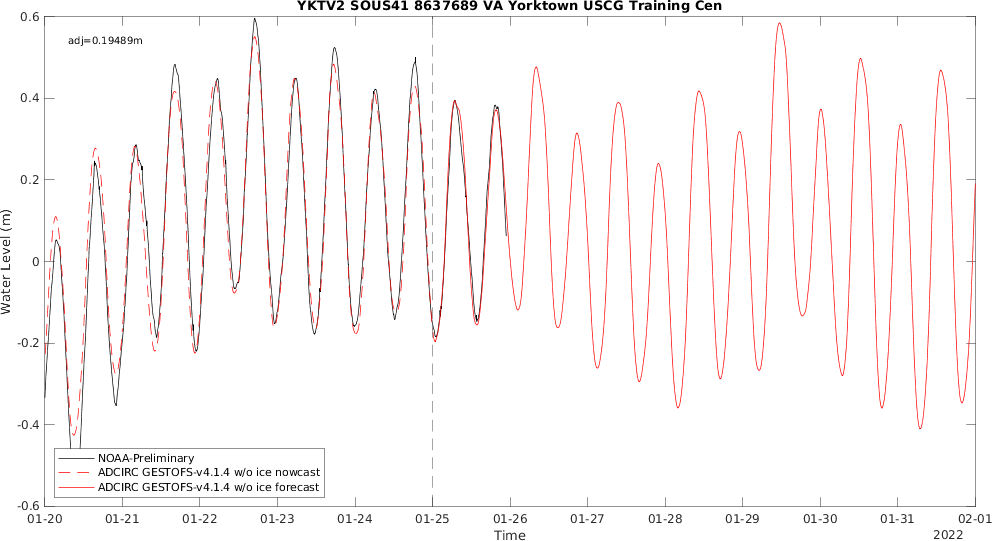 YKTV2 SOUS41 8637689 VA Yorktown USCG Training Cen
adj=0.19489m
0.6
0.4
0.2
0
-0.2
-0.4
-0.6
Water Level (m)
NOAA-Preliminary
ADCIRC GESTOFS-v4.1.4 w/o ice nowcast
ADCIRC GESTOFS-v4.1.4 w/o ice forecast
01-20 01-21 01-22 01-23 01-24 01-25 01-26 01-27 01-28 01-29 01-30 01-31 02-01
Time
2022